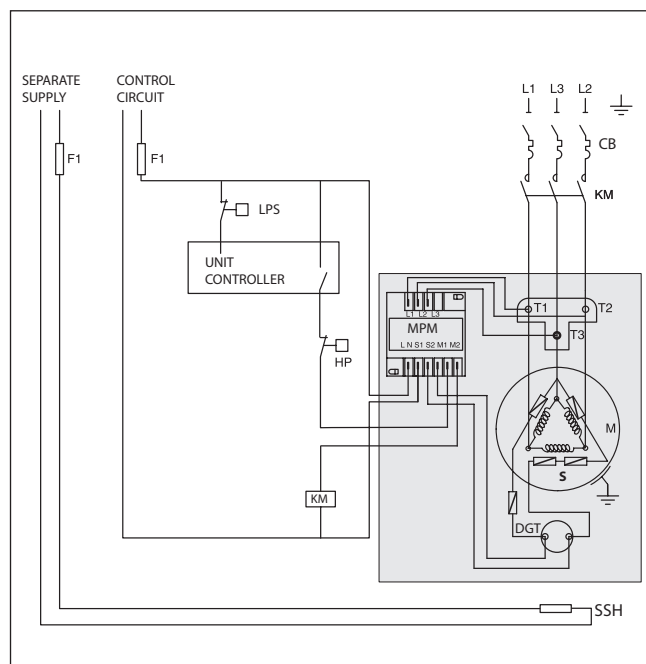 SEPARATE SUPPLY
CONTROL CIRCUIT
L1 L3 L2
F1
F1
CB
KM
LPS
UNIT CONTROLLER
HP
L1 L2 L3
MPM
L N S1 S2 M1 M2
T1
T2
T3
M
S
KM
DGT
SSH